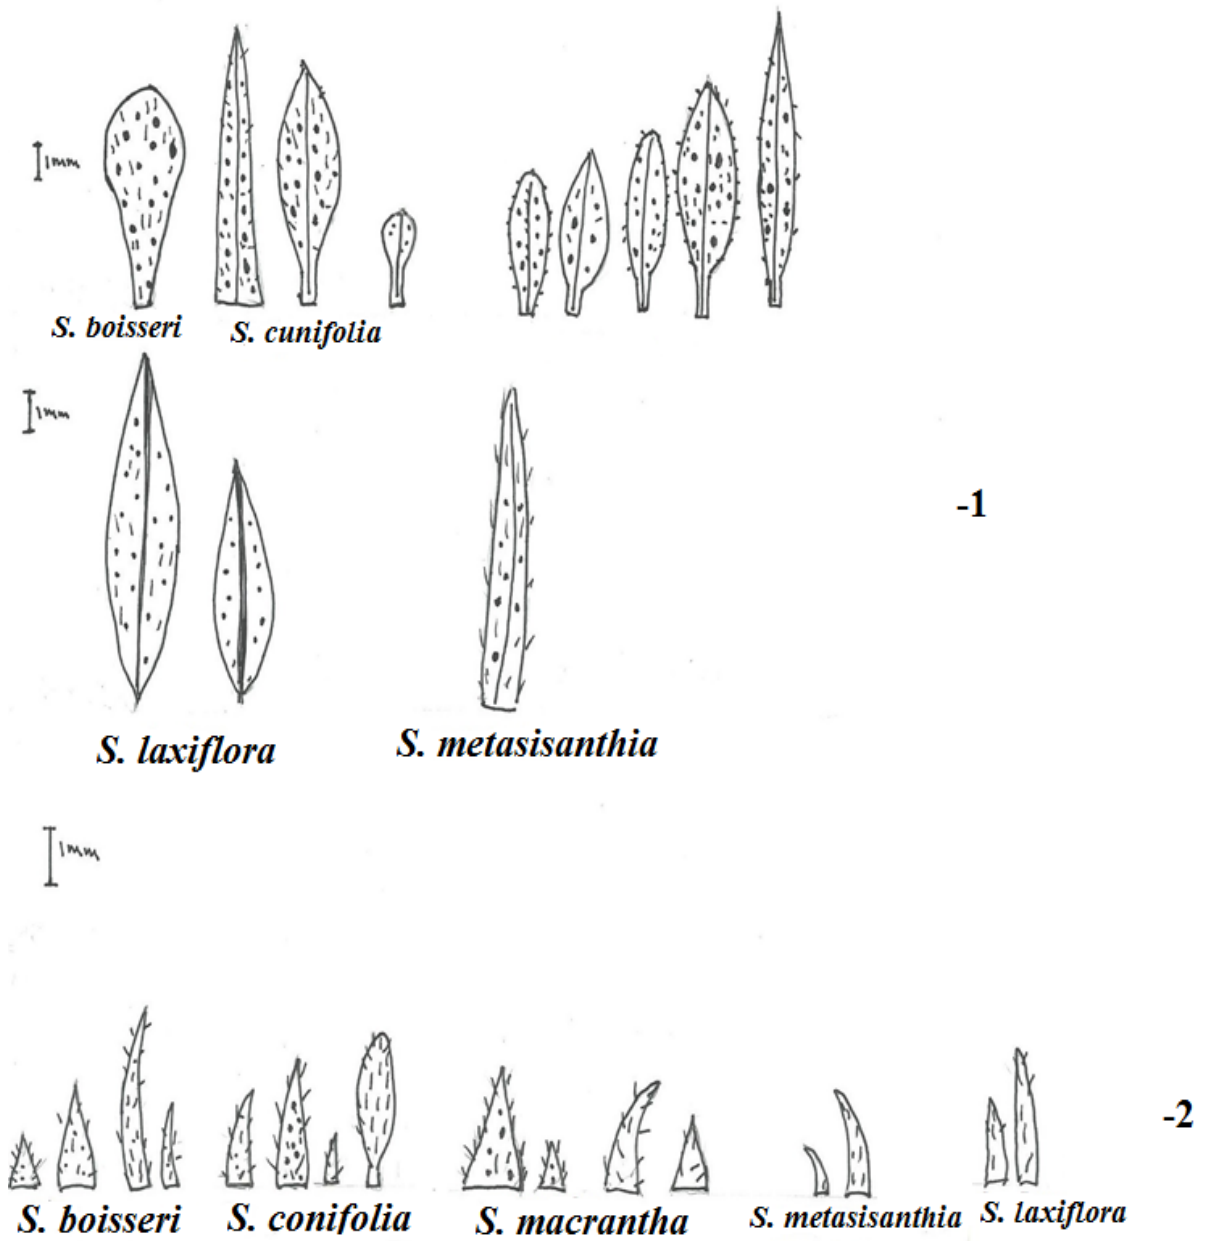 1mm
S. boisseri
S. cunifolia
1mm
-1
S. laxiflora
S. metasisanthia
1mm
-2
S. boisseri
S. conifolia
S. macrantha
S. metasisanthia
S. laxiflora